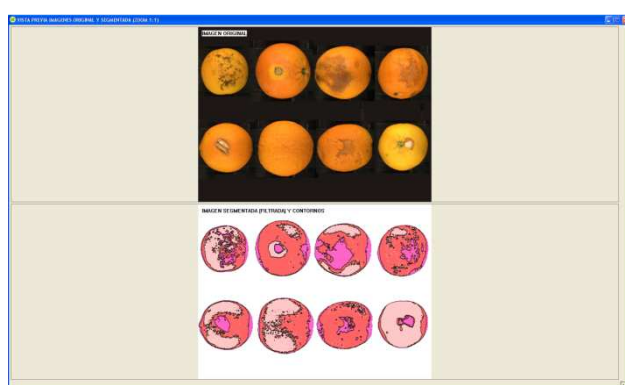 VISTA PREVIA IMAGENES ORIGINAL Y SEGMENTADA (ZOOM 1:1)
IMAGEN ORIGINAL
IMAGEN SEGMENTADA (FILTRADA) Y CONTORNOS